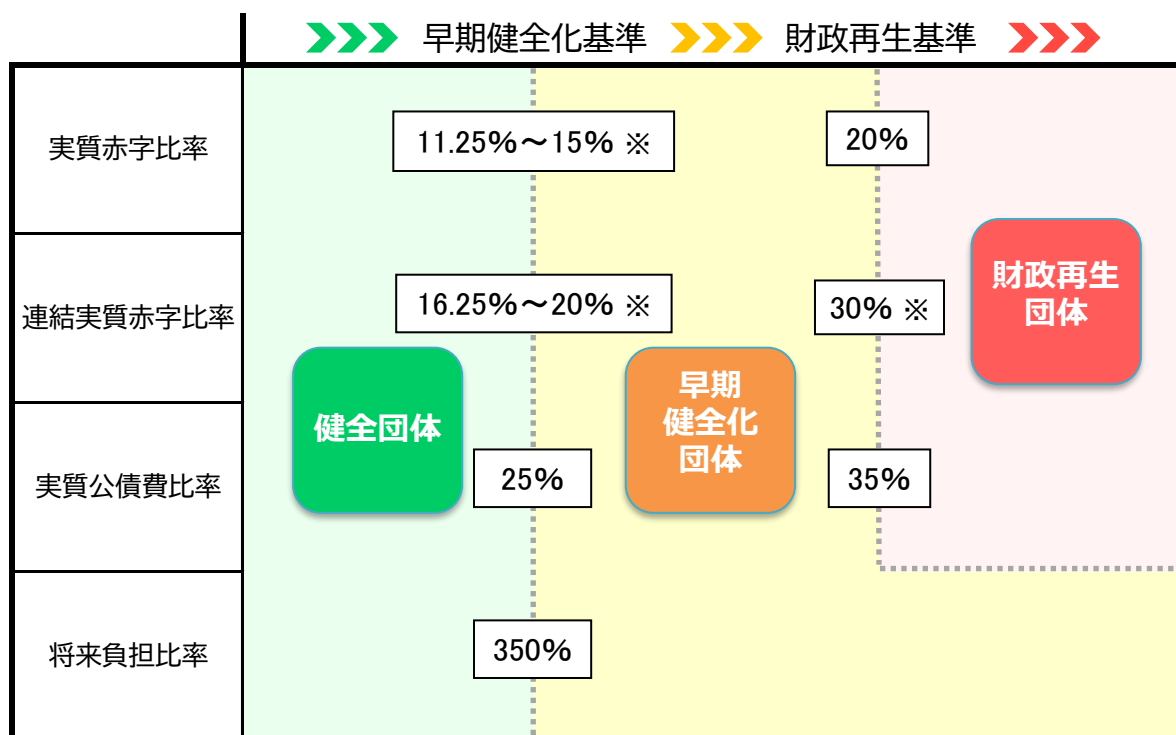 早期健全化基準
財政再生基準
実質赤字比率
11.25%～15% ※
20%
連結実質赤字比率
16.25%～20% ※
30% ※
財政再生
団体
健全団体
早期
健全化
団体
実質公債費比率
25%
35%
将来負担比率
350%